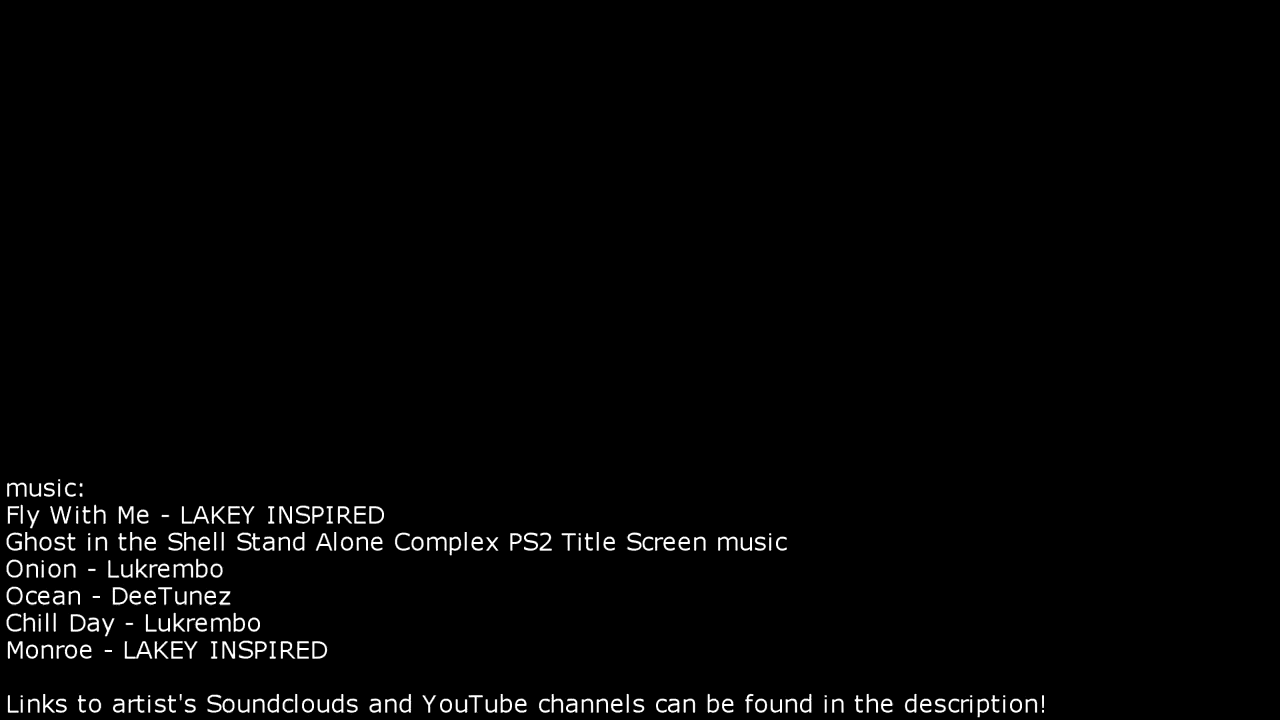 music:
Fly With Me - LAKEY INSPIRED
Ghost in the Shell Stand Alone Complex PS2 Title Screen music
Onion - Lukrembo
Ocean - DeeTunez
Chill Day - Lukrembo
Monroe - LAKEY INSPIRED
Links to artist's Soundclouds and YouTube channels can be found in the description!